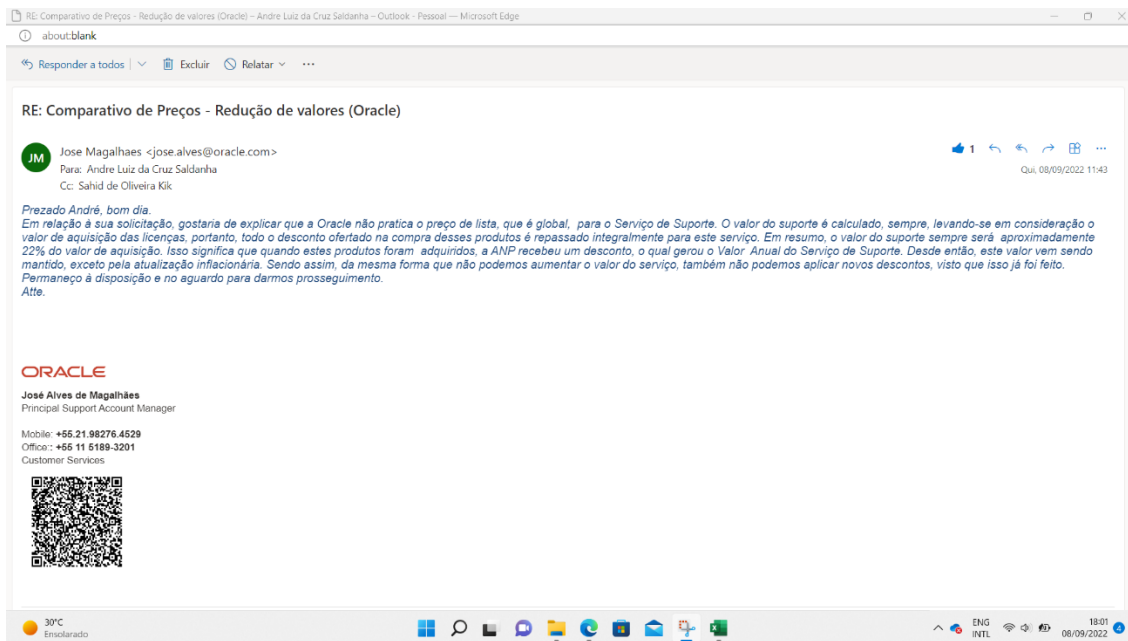 RE: Comparativo de Preços - Redução de valores (Oracle) – Andre Luiz da Cruz Saldanha – Outlook - Pessoal — Microsoft Edge
about:blank
Responder a todos Excluir Relatar ...
RE: Comparativo de Preços - Redução de valores (Oracle)
JM
Jose Magalhaes <jose.alves@oracle.com>
Para: Andre Luiz da Cruz Saldanha
Cc: Sahid de Oliveira Kik
1
Qui, 08/09/2022 11:43
Prezado André, bom dia.
Em relação à sua solicitação, gostaria de explicar que a Oracle não pratica o preço de lista, que é global, para o Serviço de Suporte. O valor do suporte é calculado, sempre, levando-se em consideração o
valor de aquisição das licenças, portanto, todo o desconto ofertado na compra desses produtos é repassado integralmente para este serviço. Em resumo, o valor do suporte sempre será aproximadamente
22% do valor de aquisição. Isso significa que quando estes produtos foram adquiridos, a ANP recebeu um desconto, o qual gerou o Valor Anual do Serviço de Suporte. Desde então, este valor vem sendo
mantido, exceto pela atualização inflacionária. Sendo assim, da mesma forma que não podemos aumentar o valor do serviço, também não podemos aplicar novos descontos, visto que isso já foi feito.
Permaneço à disposição e no aguardo para darmos prosseguimento.
Atte.
ORACLE
José Alves de Magalhães
Principal Support Account Manager
Mobile: +55.21.98276.4529
Office:: +55 11 5189-3201
Customer Services
30°C
Ensolarado
ENG
INTL
18:01
08/09/2022
4